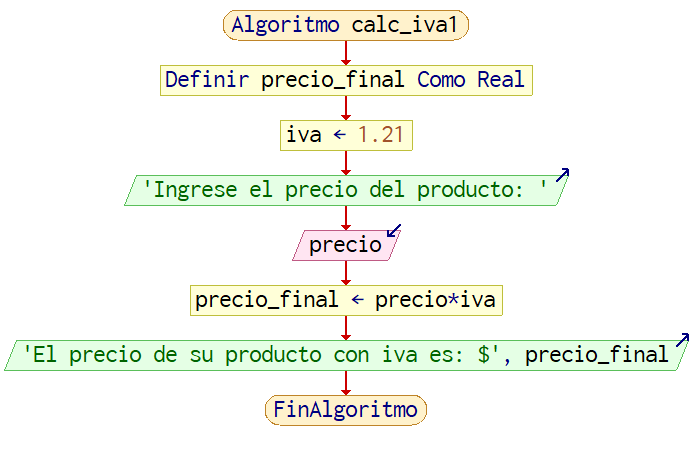 Algoritmo calc_iva1
Definir precio_final Como Real
iva ← 1.21
'Ingrese el precio del producto: '
precio
precio_final ← precio*iva
'El precio de su producto con iva es: $', precio_final
FinAlgoritmo